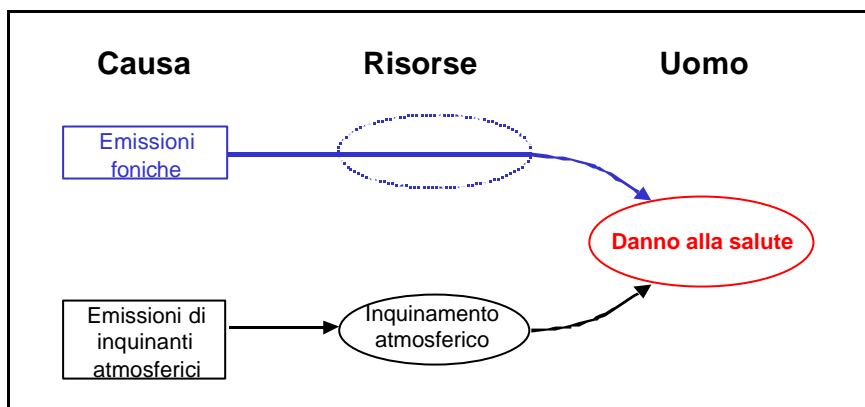 Causa Risorse Uomo
Emissioni
foniche
Danno alla salute
Emissioni di
inquinanti
atmosferici
Inquinamento
atmosferico